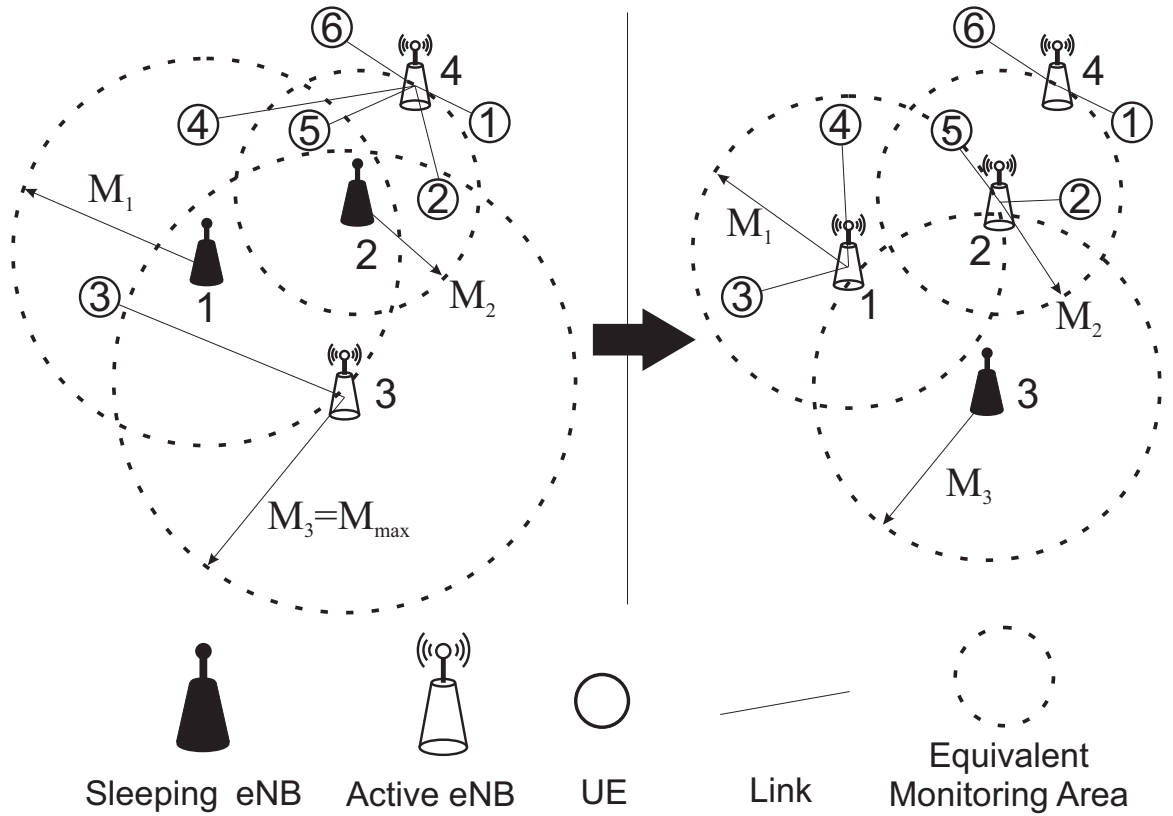 6
4
4
5
1
2
M1
2
1
M2
3
3
M3=Mmax
6
4
4
5
1
2
M1
2
3
1
M2
3
M3
Sleeping eNB
Active eNB
UE
Link
Equivalent
Monitoring Area